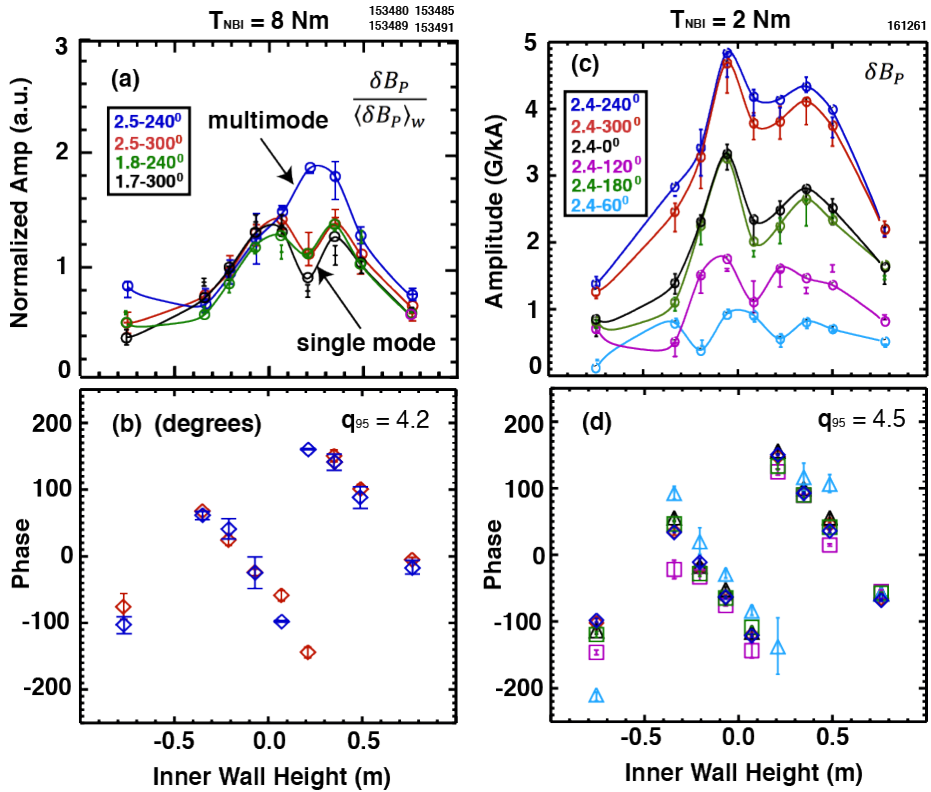 T_NBI = 8 Nm
153480 153485
153489 153491
T_NBI = 2 Nm
161261
Normalized Amp (a.u.)
3
2
1
0
(a)
δB_P
⟨δB_P⟩_w
2.5-240⁰
2.5-300⁰
1.8-240⁰
1.7-300⁰
multimode
single mode
Amplitude (G/kA)
5
4
3
2
1
0
(c)
δB_P
2.4-240⁰
2.4-300⁰
2.4-0⁰
2.4-120⁰
2.4-180⁰
2.4-60⁰
Phase
200
100
0
-100
-200
(b) (degrees)
q_95 = 4.2
-0.5
0.0
0.5
Inner Wall Height (m)
Phase
200
100
0
-100
-200
(d)
q_95 = 4.5
-0.5
0.0
0.5
Inner Wall Height (m)